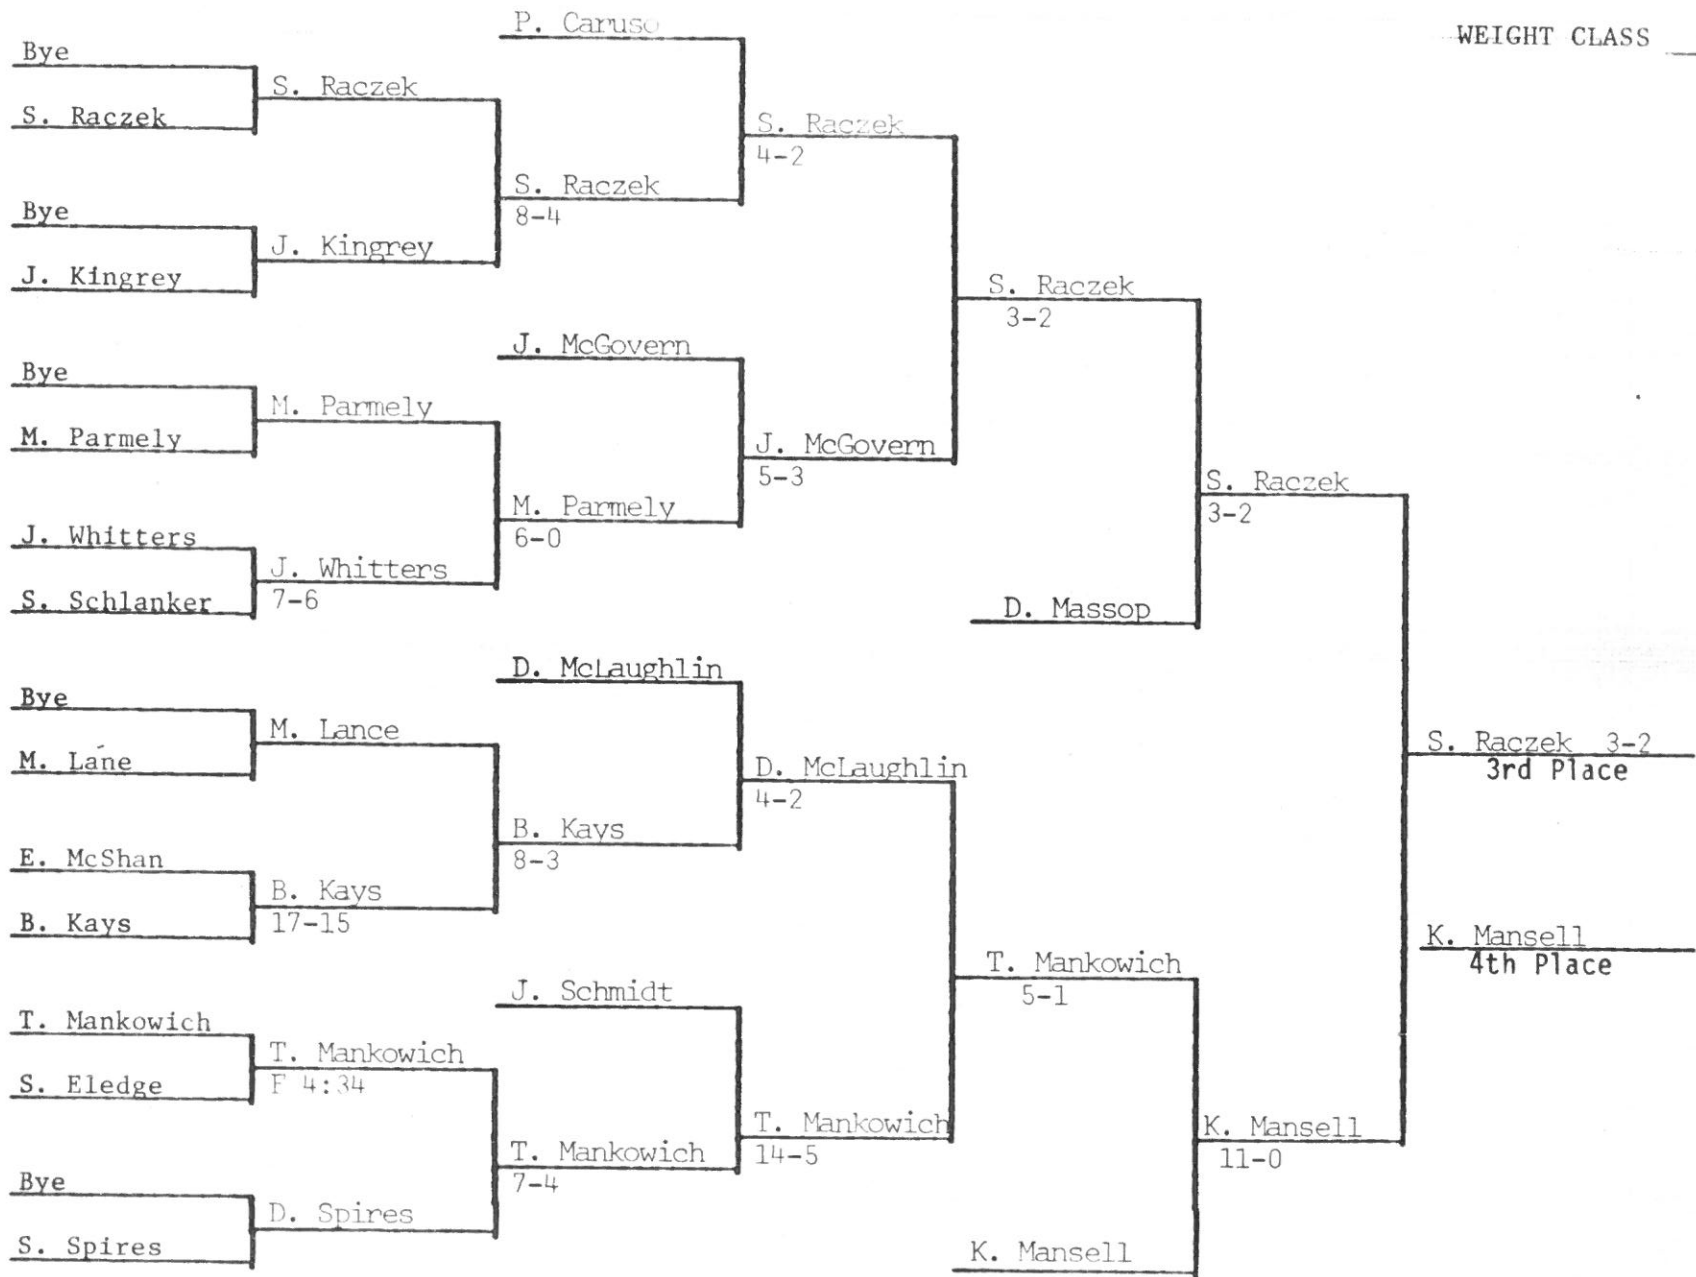 WEIGHT CLASS
Bye
S. Raczek
Bye
J. Kingrey
Bye
M. Parmely
J. Whitters
S. Schlanker
Bye
M. Lane
E. McShan
B. Kays
T. Mankowich
S. Eledge
Bye
S. Spires
S. Raczek
J. Kingrey
M. Parmely
J. Whitters
7-6
M. Lance
B. Kays
17-15
T. Mankowich
F 4:34
D. Spires
P. Caruso
S. Raczek
8-4
J. McGovern
M. Parmely
6-0
D. McLaughlin
B. Kays
8-3
J. Schmidt
T. Mankowich
7-4
S. Raczek
4-2
J. McGovern
5-3
D. McLaughlin
4-2
T. Mankowich
14-5
S. Raczek
3-2
D. Massop
T. Mankowich
5-1
K. Mansell
S. Raczek
3-2
K. Mansell
11-0
S. Raczek 3-2
3rd Place
K. Mansell
4th Place